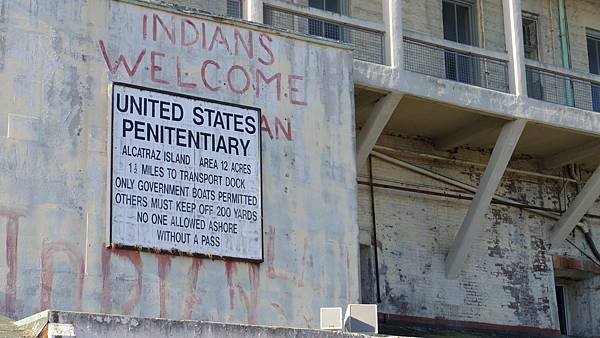 INDIANS
WELCOME
UNITED STATES
PENITENTIARY
ALCATRAZ ISLAND AREA 12 ACRES
1½ MILES TO TRANSPORT DOCK
ONLY GOVERNMENT BOATS PERMITTED
OTHERS MUST KEEP OFF 200 YARDS
NO ONE ALLOWED ASHORE
WITHOUT A PASS